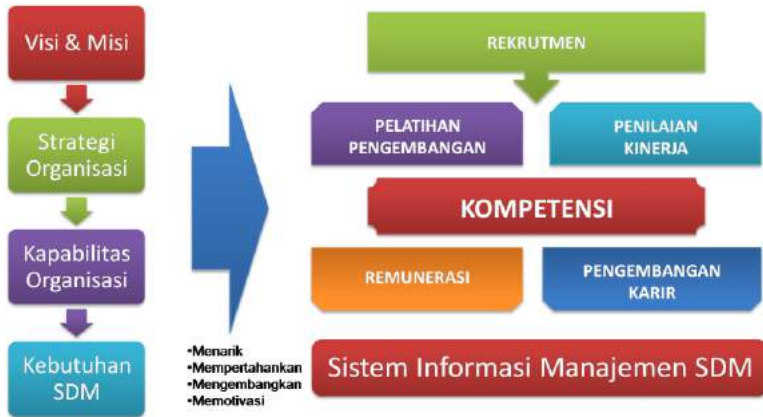 Visi & Misi
Strategi
Organisasi
Kapabilitas
Organisasi
Kebutuhan
SDM
•Menarik
•Mempertahankan
•Mengembangkan
•Memotivasi
REKRUTMEN
PELATIHAN
PENGEMBANGAN
PENILAIAN
KINERJA
KOMPETENSI
REMUNERASI
PENGEMBANGAN
KARIR
Sistem Informasi Manajemen SDM